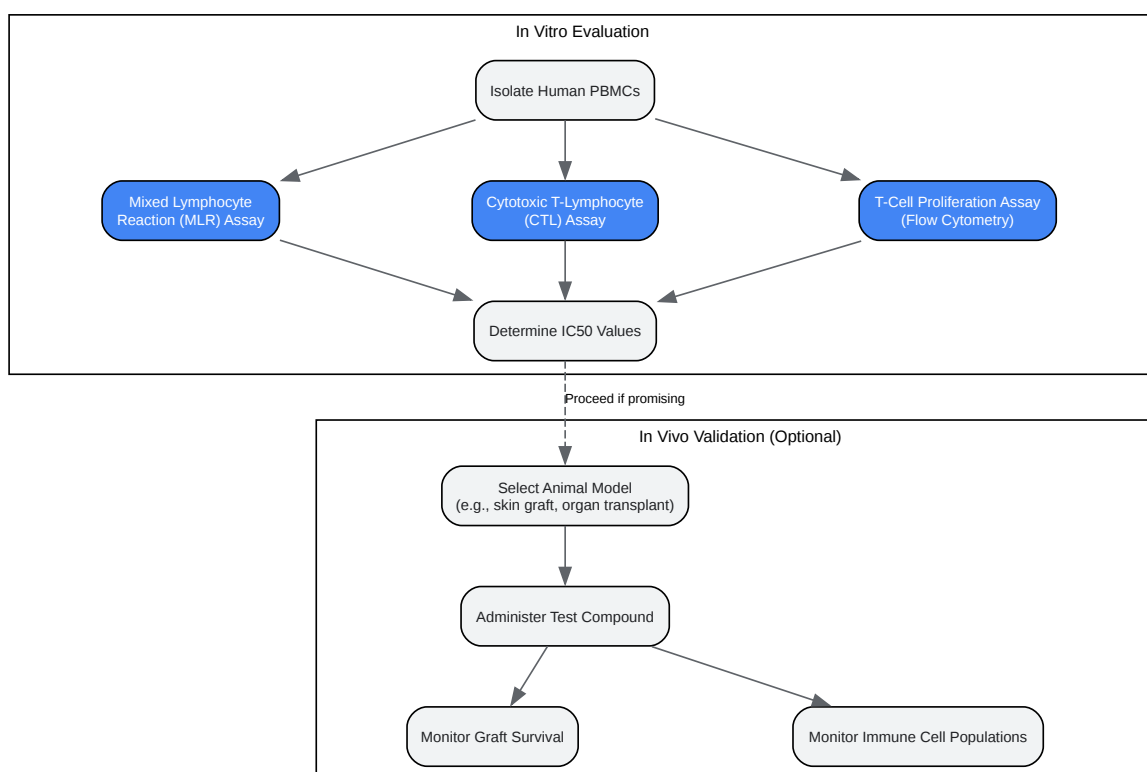 In Vitro Evaluation
Isolate Human PBMCs
Mixed Lymphocyte
Reaction (MLR) Assay
Cytotoxic T-Lymphocyte
(CTL) Assay
T-Cell Proliferation Assay
(Flow Cytometry)
Determine IC50 Values
Proceed if promising
In Vivo Validation (Optional)
Select Animal Model
(e.g., skin graft, organ transplant)
Administer Test Compound
Monitor Graft Survival
Monitor Immune Cell Populations